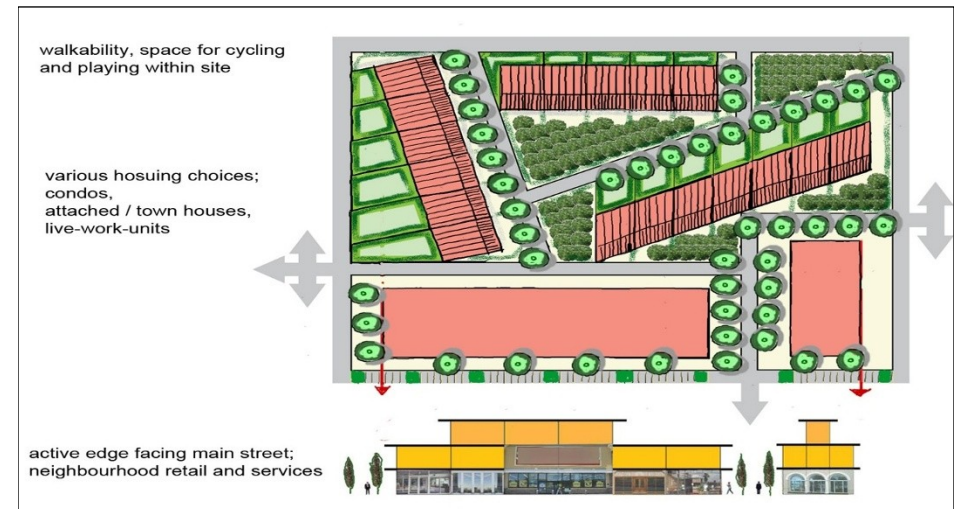 walkability, space for cycling
and playing within site
various hosuing choices;
condos,
attached / town houses,
live-work-units
active edge facing main street;
neighbourhood retail and services